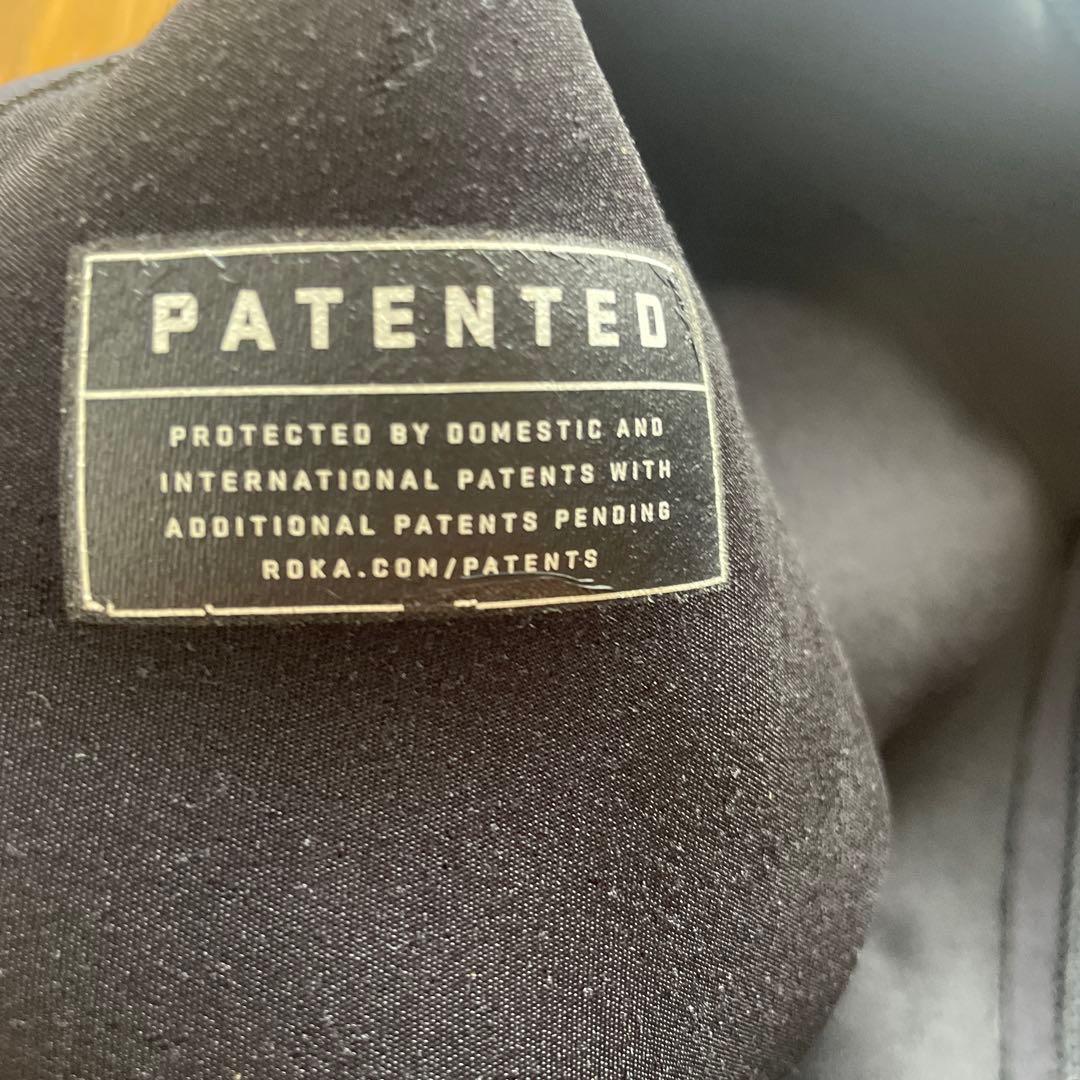 PATENTED
PROTECTED BY DOMESTIC AND
INTERNATIONAL PATENTS WITH
ADDITIONAL PATENTS PENDING
ROKA.COM/PATENTS